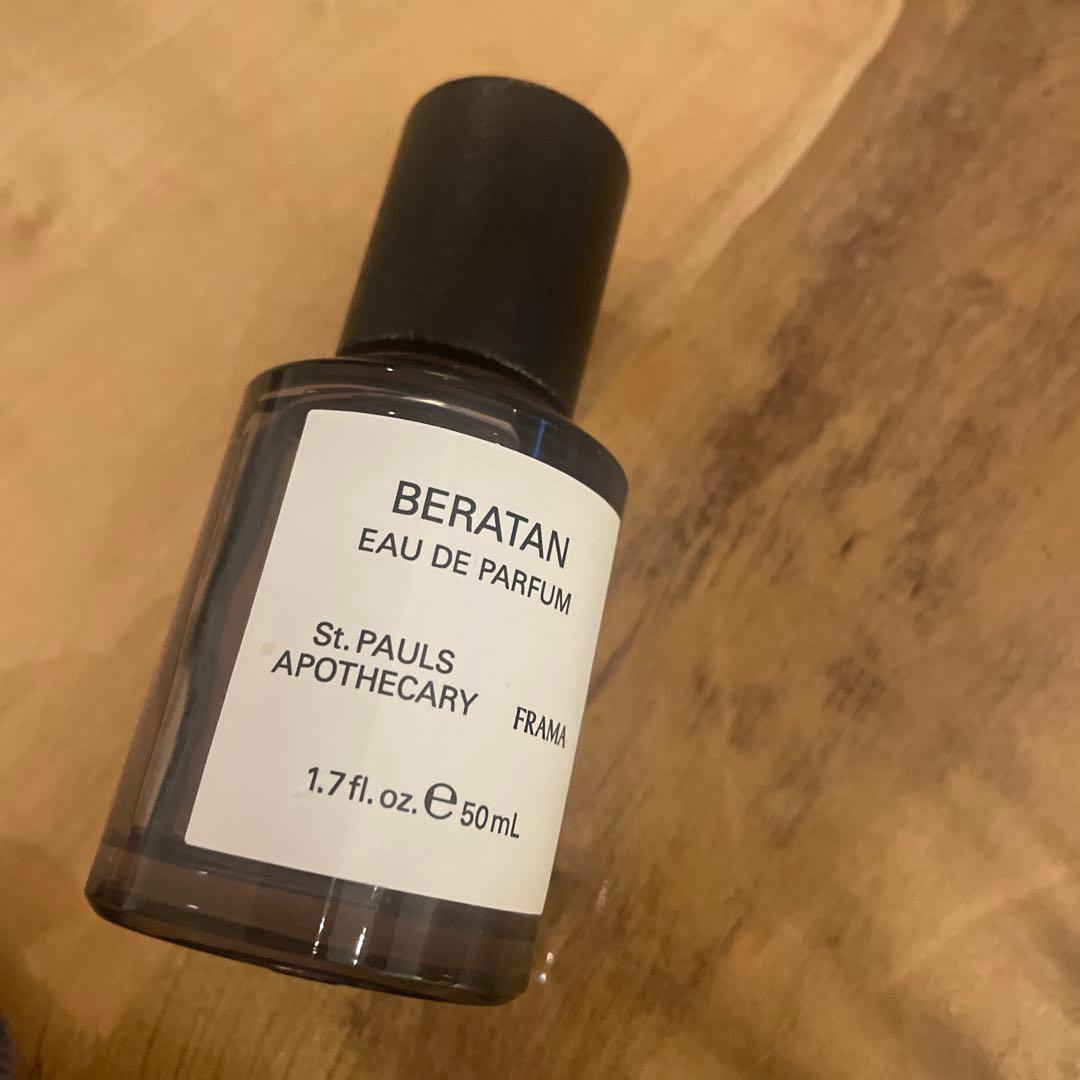 BERATAN
EAU DE PARFUM
St. PAULS
APOTHECARY
FRAMA
1.7 fl. oz. ℮ 50 mL